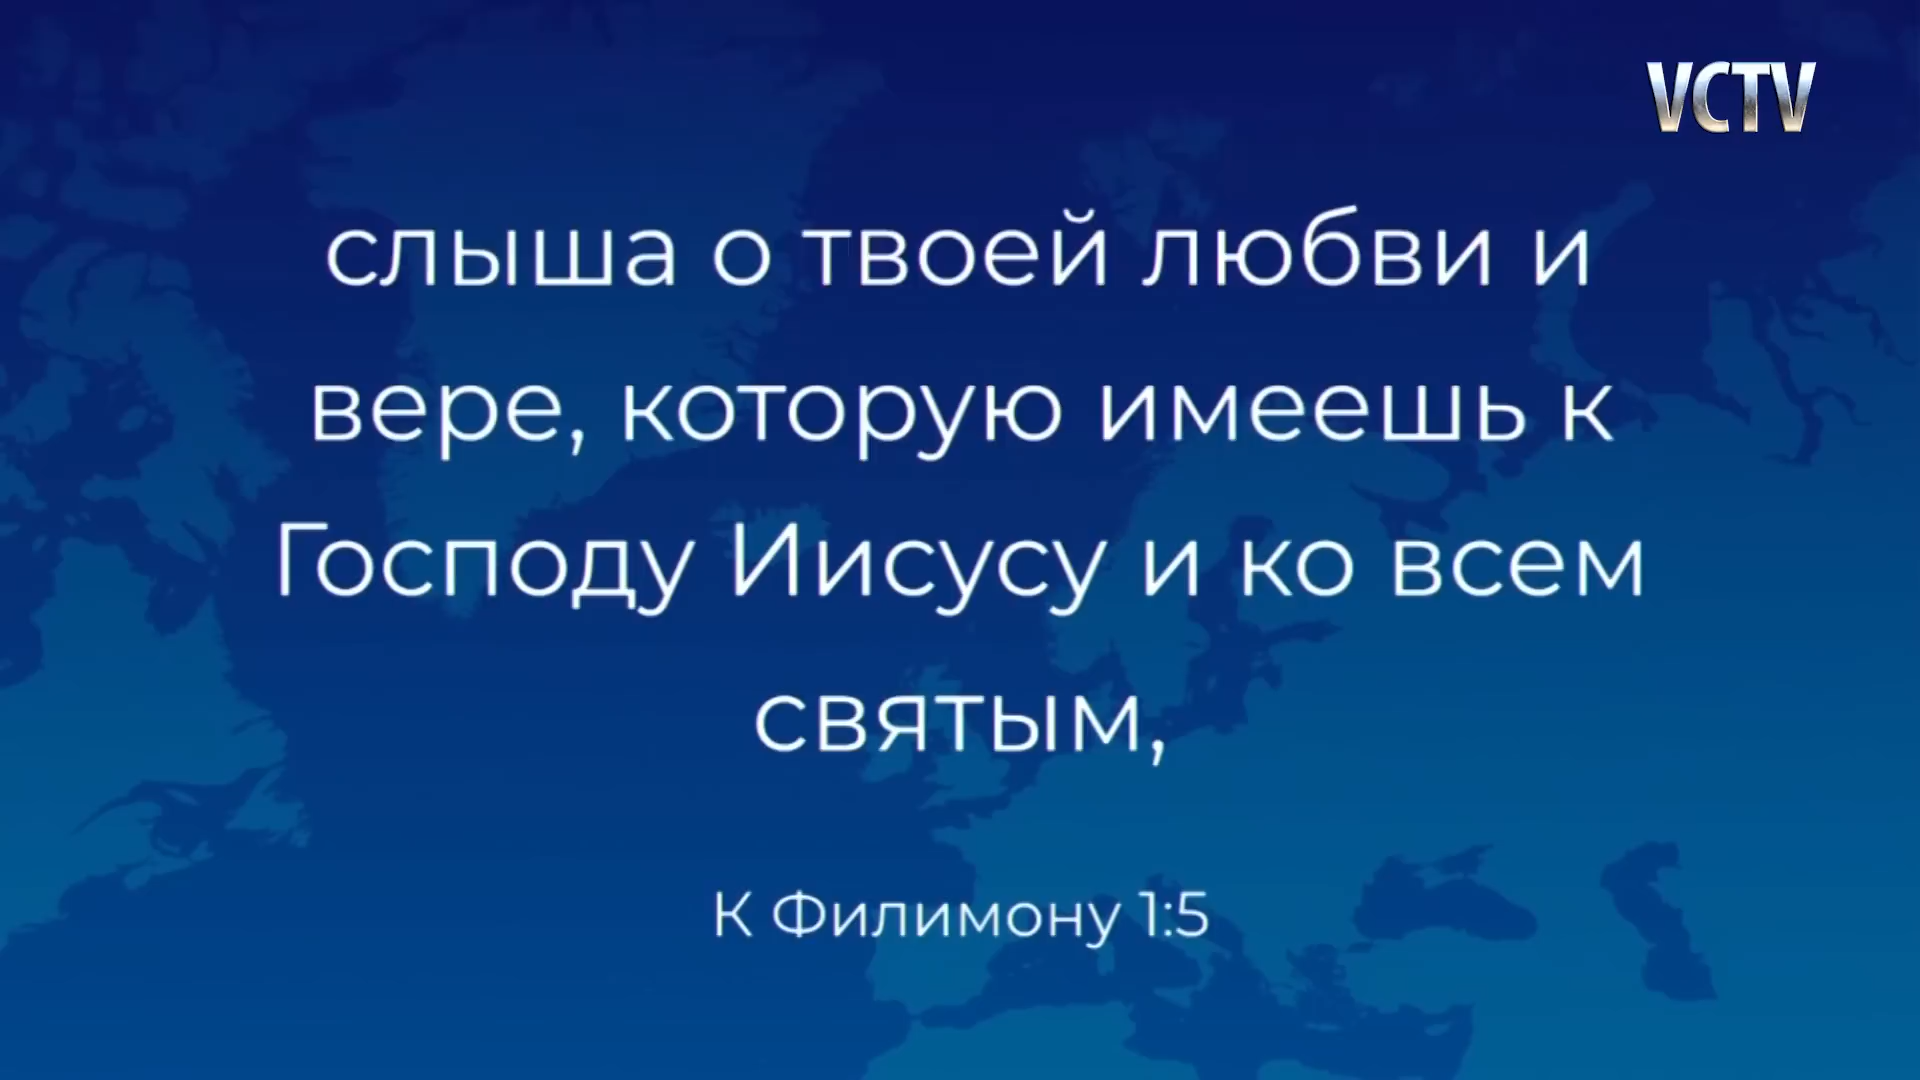 VCTV
слыша о твоей любви и
вере, которую имеешь к
Господу Иисусу и ко всем
святым,
К Филимону 1:5